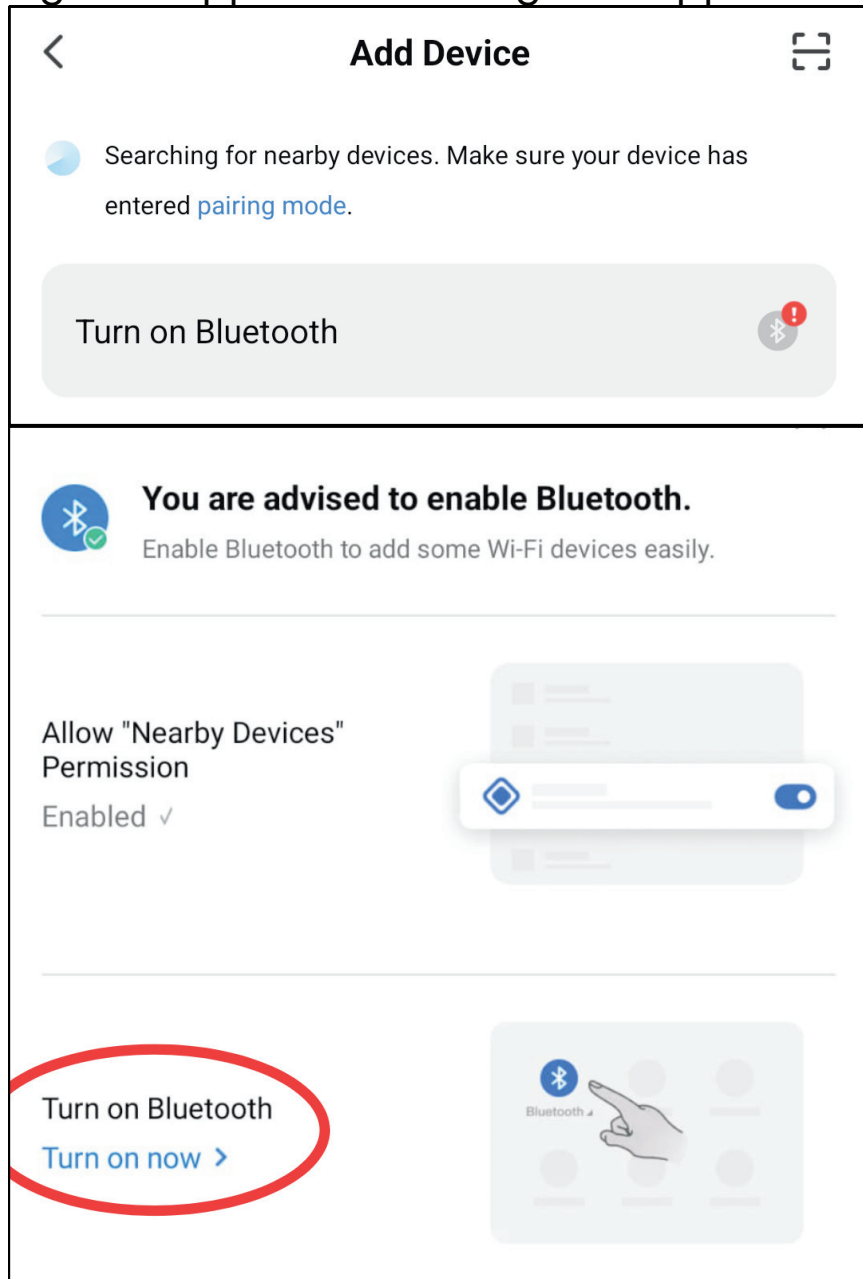 Add Device
Searching for nearby devices. Make sure your device has
entered pairing mode.
Turn on Bluetooth
You are advised to enable Bluetooth.
Enable Bluetooth to add some Wi-Fi devices easily.
Allow "Nearby Devices"
Permission
Enabled ✓
Turn on Bluetooth
Turn on now >
Bluetooth